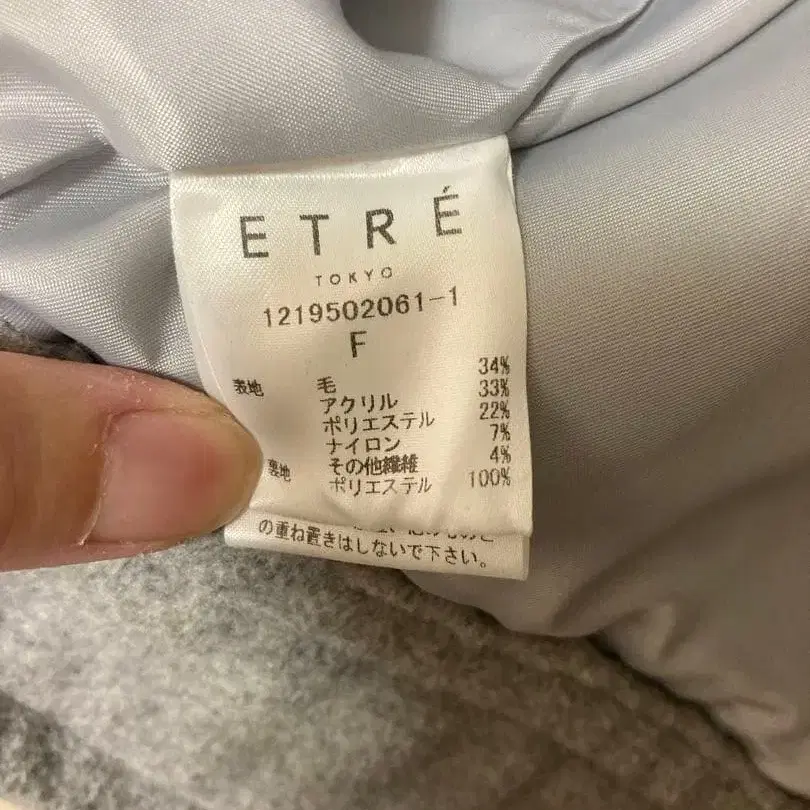 ETRÉ
TOKYO
1219502061-1
F
表地 毛 34%
アクリル 33%
ポリエステル 22%
ナイロン 7%
その他繊維 4%
裏地 ポリエステル 100%
の重ね置きはしないで下さい。